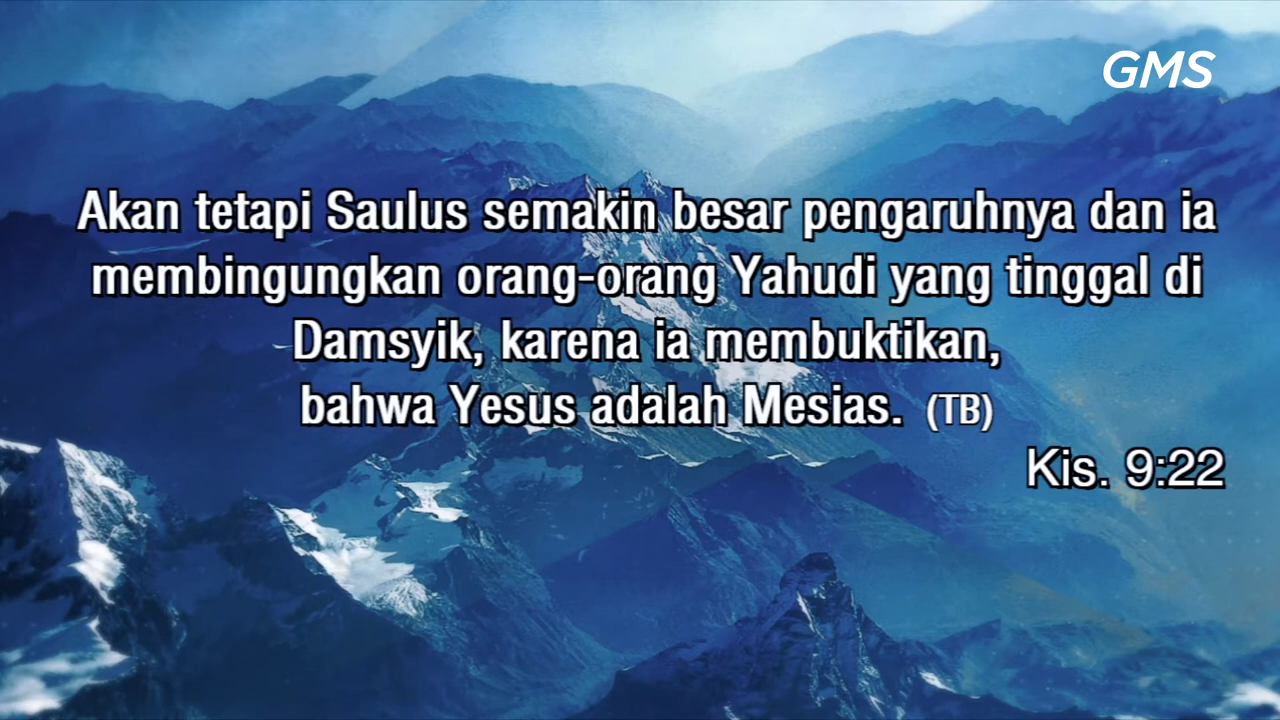 GMS
Akan tetapi Saulus semakin besar pengaruhnya dan ia
membingungkan orang-orang Yahudi yang tinggal di
Damsyik, karena ia membuktikan,
bahwa Yesus adalah Mesias. (TB)
Kis. 9:22